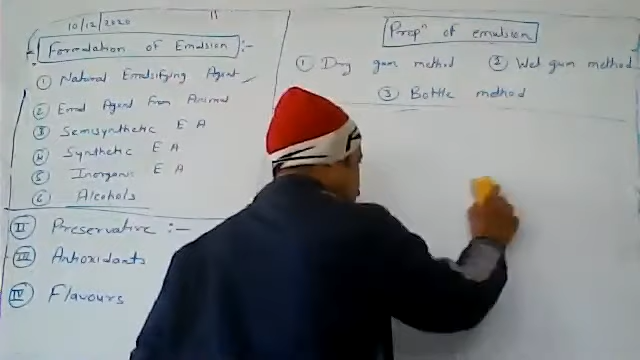 10/12/2020
Formulation of Emulsion :-
① Natural Emulsifying Agent
② Emul Agent from Animal
③ Semisynthetic E A
④ Synthetic E A
⑤ Inorganic E A
⑥ Alcohols
Ⅱ Preservative :-
Ⅲ Antioxidants
Ⅳ Flavours
Propⁿ of emulsion
① Dry gum method ② Wet gum method
③ Bottle method